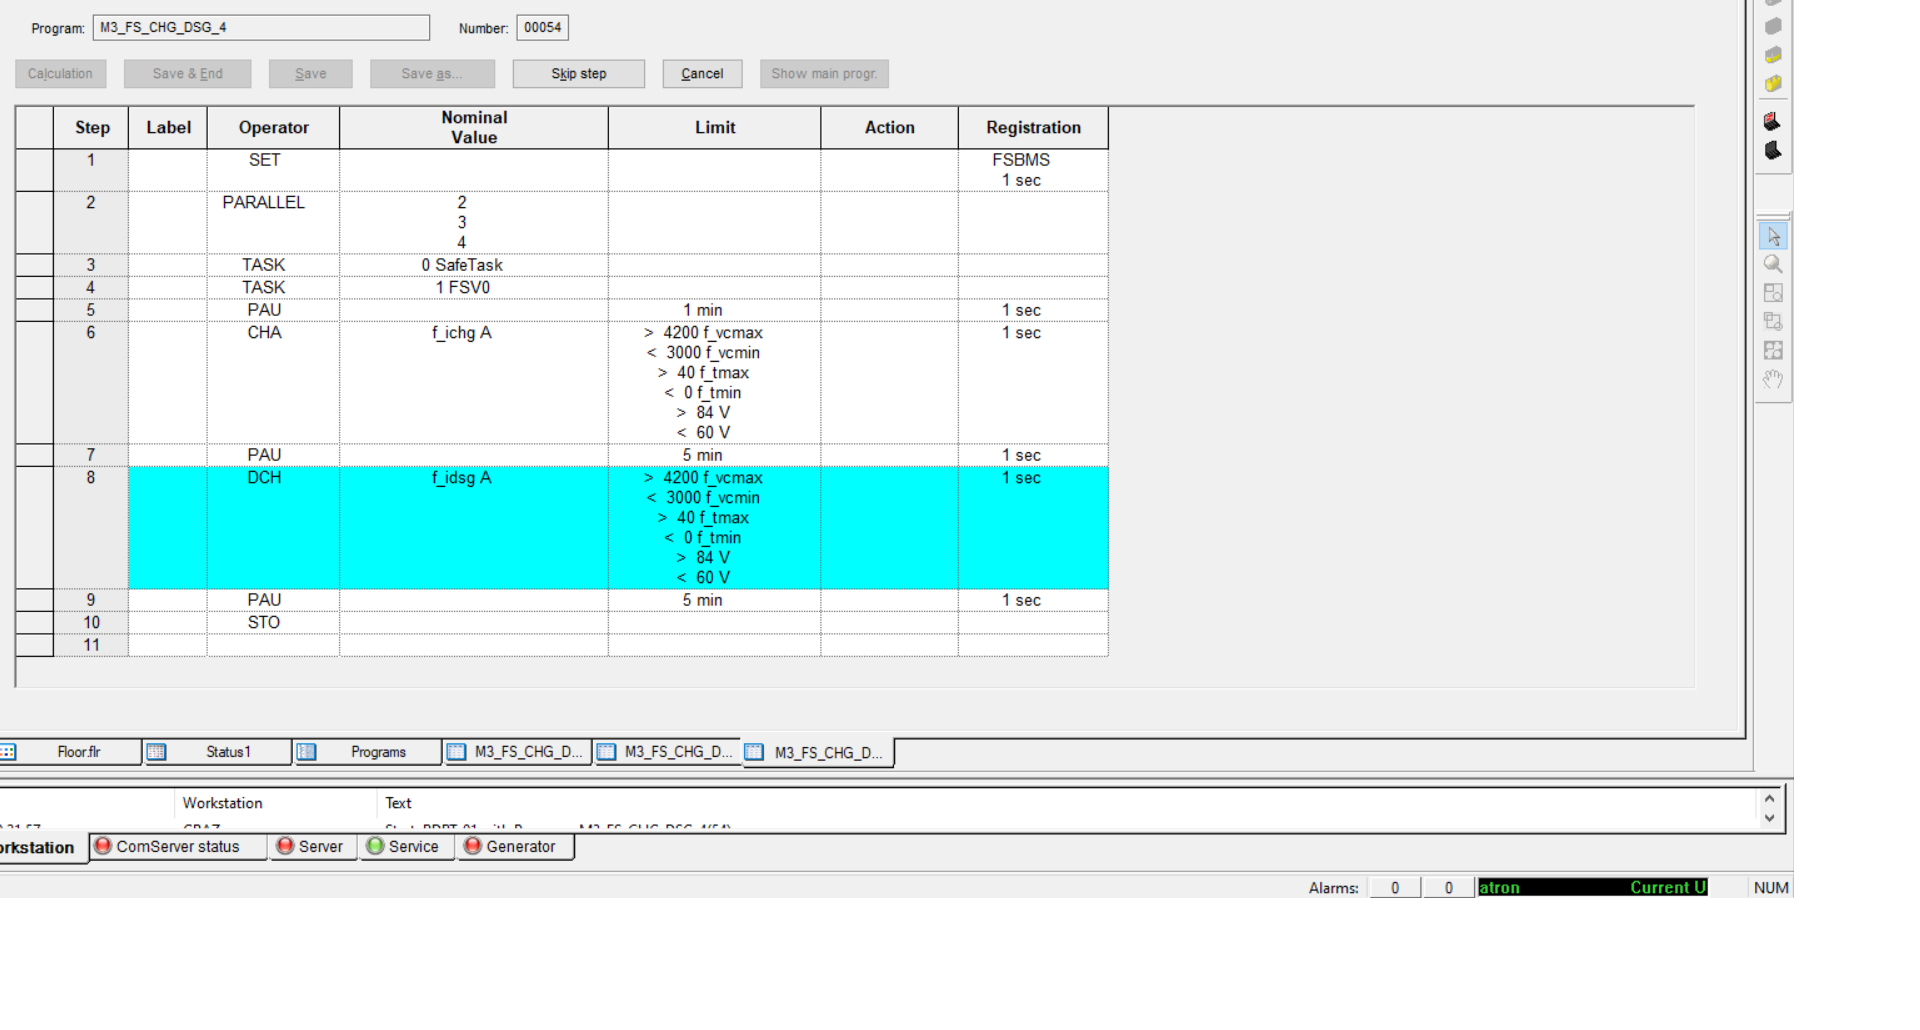 Program: M3_FS_CHG_DSG_4 Number: 00054
Calculation Save & End Save Save as... Skip step Cancel Show main progr.
Step Label Operator Nominal Value Limit Action Registration
1 SET FSBMS
1 sec
2 PARALLEL 2
3
4
3 TASK 0 SafeTask
4 TASK 1 FSV0
5 PAU 1 min 1 sec
6 CHA f_ichg A > 4200 f_vcmax 1 sec
< 3000 f_vcmin
> 40 f_tmax
< 0 f_tmin
> 84 V
< 60 V
7 PAU 5 min 1 sec
8 DCH f_idsg A > 4200 f_vcmax 1 sec
< 3000 f_vcmin
> 40 f_tmax
< 0 f_tmin
> 84 V
< 60 V
9 PAU 5 min 1 sec
10 STO
11
Floor.flr Status1 Programs M3_FS_CHG_D... M3_FS_CHG_D... M3_FS_CHG_D...
Workstation Text
orkstation ComServer status Server Service Generator
Alarms: 0 0 atron Current U NUM